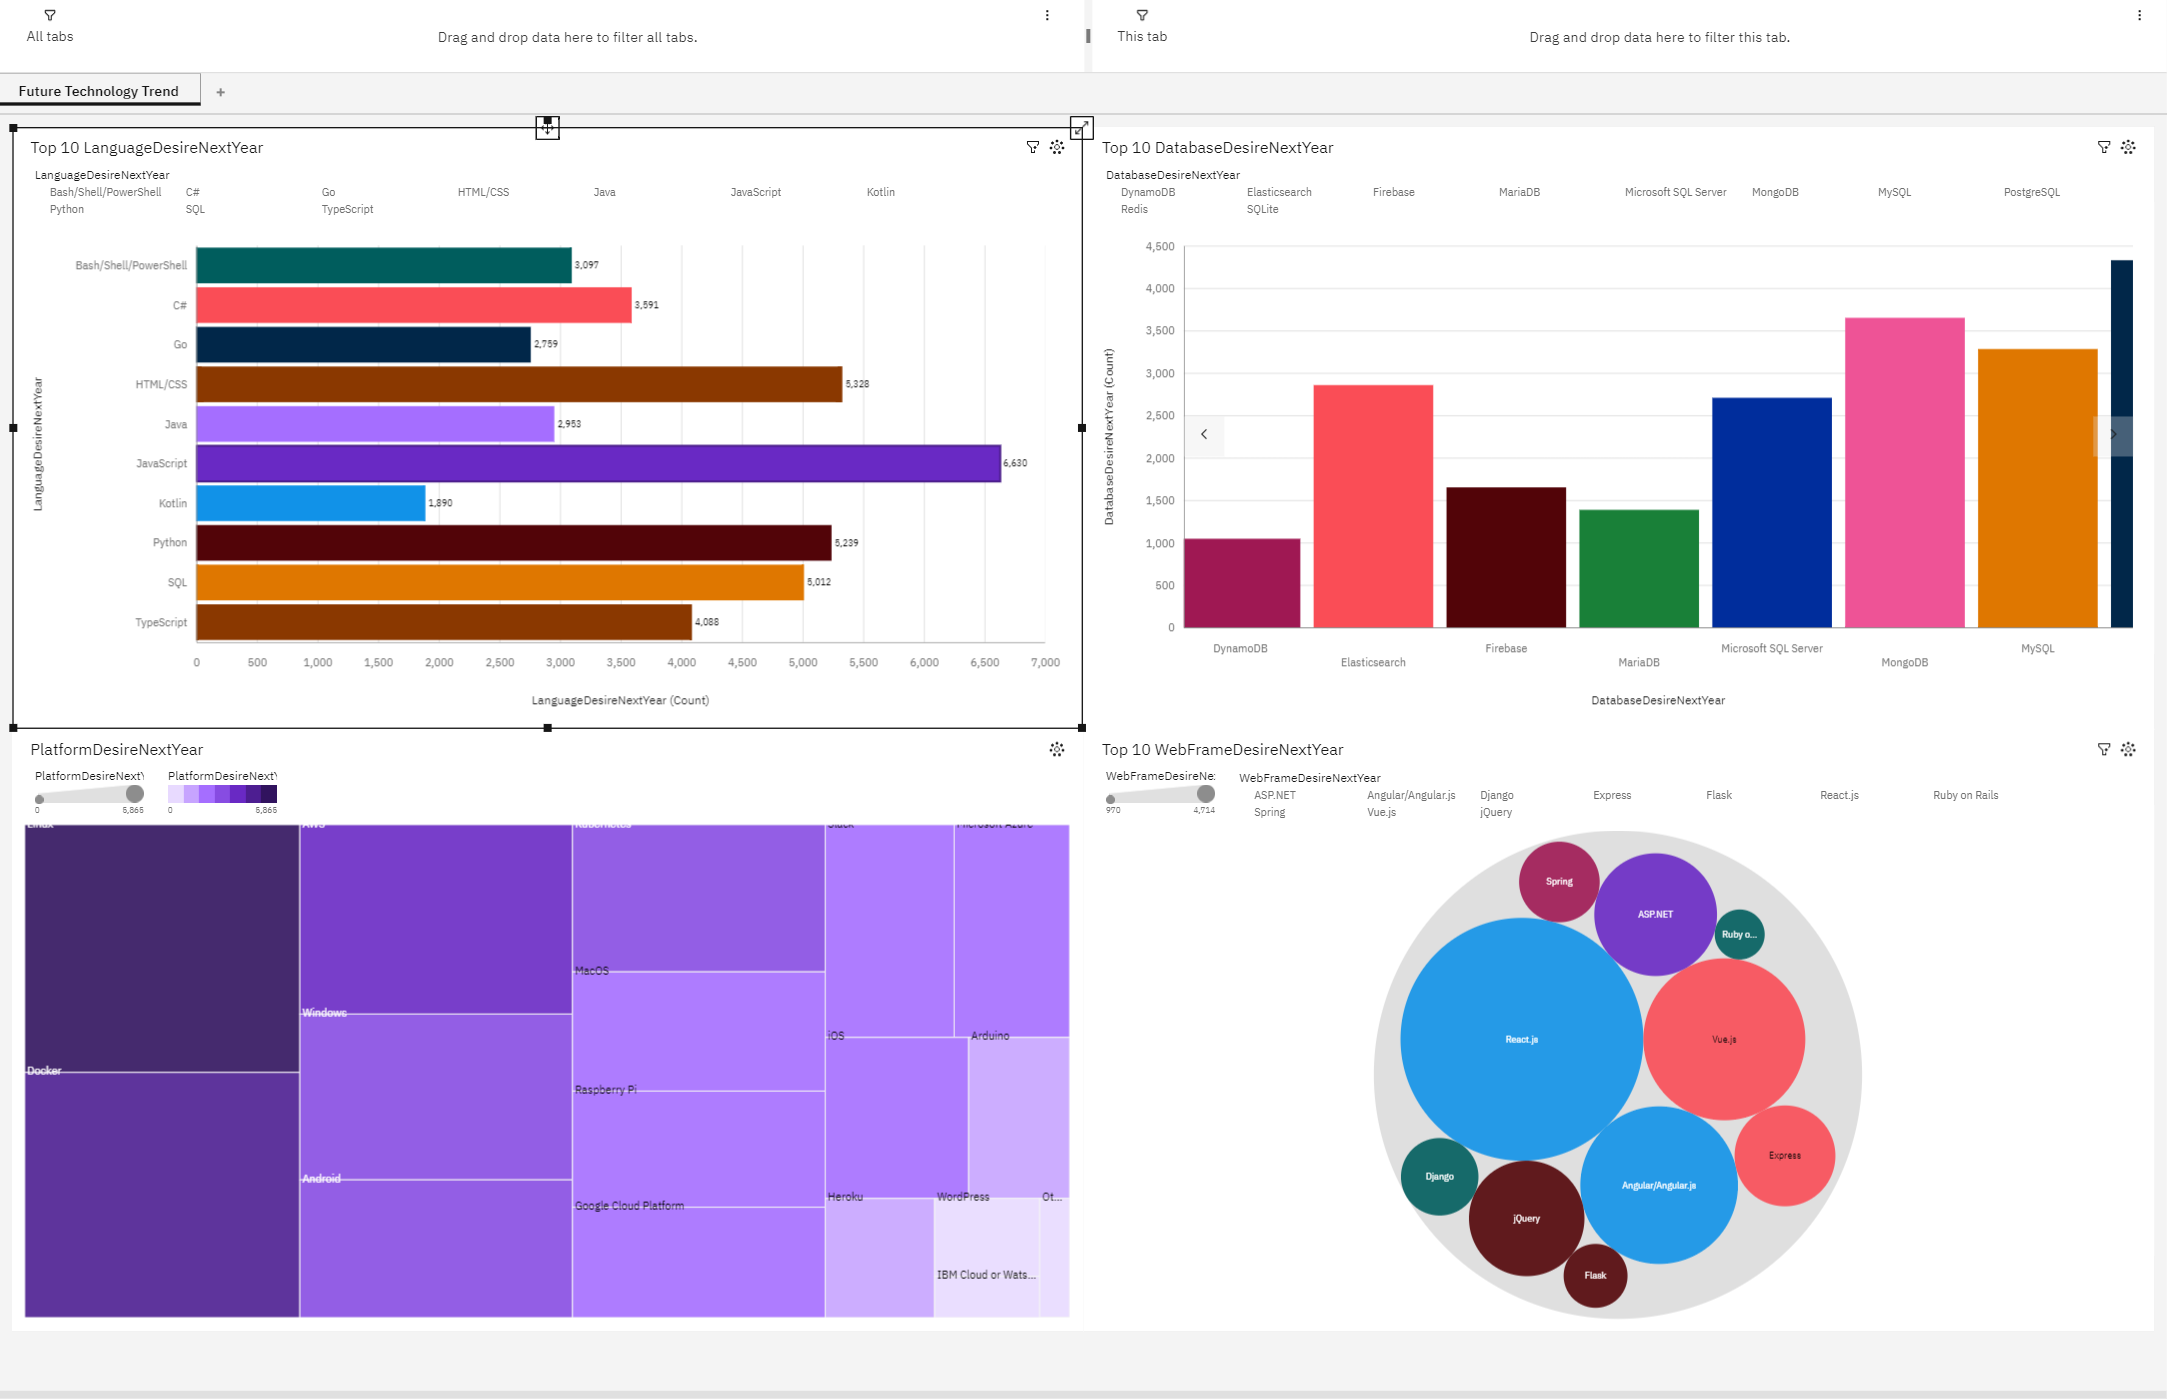 All tabs
Drag and drop data here to filter all tabs.
This tab
Drag and drop data here to filter this tab.
Future Technology Trend
+
Top 10 LanguageDesireNextYear
LanguageDesireNextYear
Bash/Shell/PowerShell C# Go HTML/CSS Java JavaScript Kotlin
Python SQL TypeScript
LanguageDesireNextYear
Bash/Shell/PowerShell 3,097
C# 3,591
Go 2,759
HTML/CSS 5,328
Java 2,953
JavaScript 6,630
Kotlin 1,890
Python 5,239
SQL 5,012
TypeScript 4,088
0 500 1,000 1,500 2,000 2,500 3,000 3,500 4,000 4,500 5,000 5,500 6,000 6,500 7,000
LanguageDesireNextYear (Count)
Top 10 DatabaseDesireNextYear
DatabaseDesireNextYear
DynamoDB Elasticsearch Firebase MariaDB Microsoft SQL Server MongoDB MySQL PostgreSQL
Redis SQLite
DatabaseDesireNextYear (Count)
4,500
4,000
3,500
3,000
2,500
2,000
1,500
1,000
500
0
DynamoDB Elasticsearch Firebase MariaDB Microsoft SQL Server MongoDB MySQL
DatabaseDesireNextYear
PlatformDesireNextYear
PlatformDesireNext PlatformDesireNext
0 5,865 0 5,865
Linux
Docker
AWS
Windows
Android
Kubernetes
MacOS
Raspberry Pi
Google Cloud Platform
Slack
Microsoft Azure
iOS
Arduino
Heroku
WordPress
Ot...
IBM Cloud or Wats...
Top 10 WebFrameDesireNextYear
WebFrameDesireNe: WebFrameDesireNextYear
970 4,714
ASP.NET Angular/Angular.js Django Express Flask React.js Ruby on Rails
Spring Vue.js jQuery
Spring
ASP.NET
Ruby o...
React.js
Vue.js
Express
Django
Angular/Angular.js
jQuery
Flask